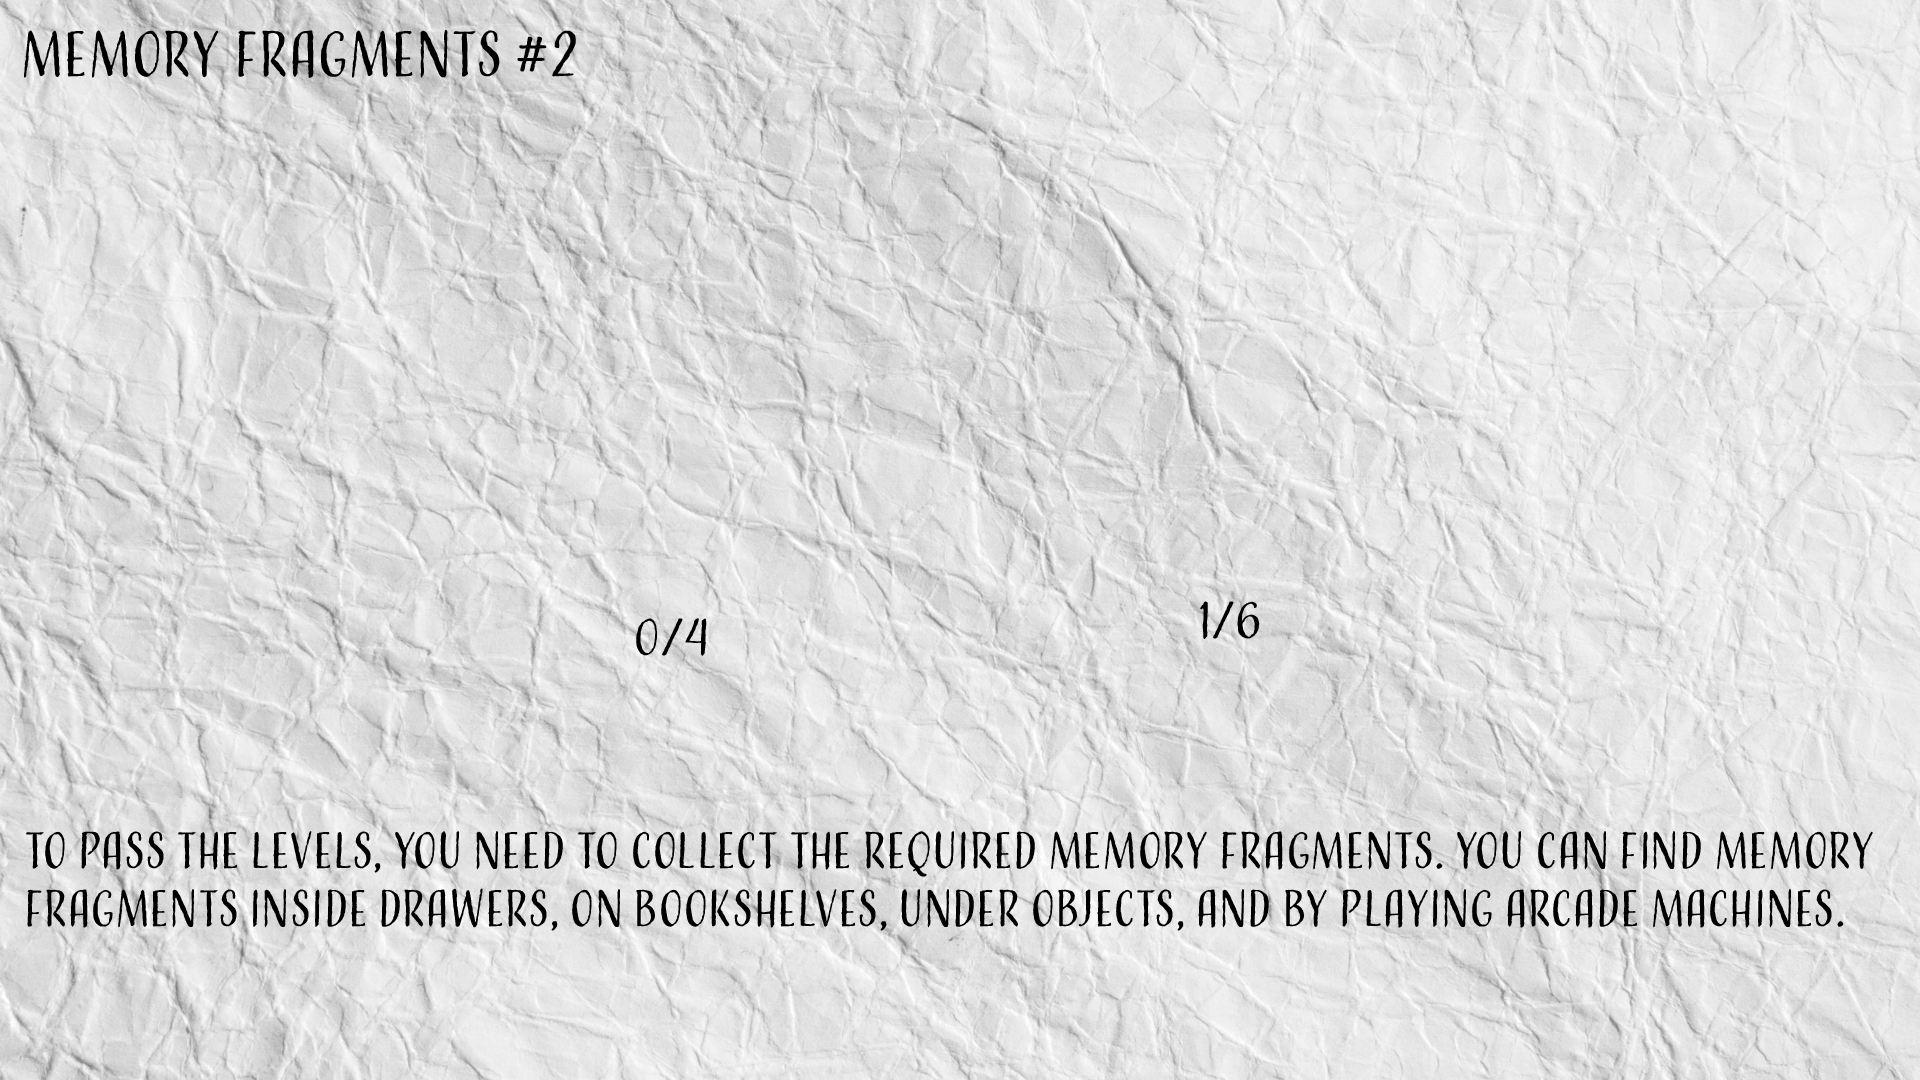 MEMORY FRAGMENTS #2
0/4
1/6
TO PASS THE LEVELS, YOU NEED TO COLLECT THE REQUIRED MEMORY FRAGMENTS. YOU CAN FIND MEMORY
FRAGMENTS INSIDE DRAWERS, ON BOOKSHELVES, UNDER OBJECTS, AND BY PLAYING ARCADE MACHINES.